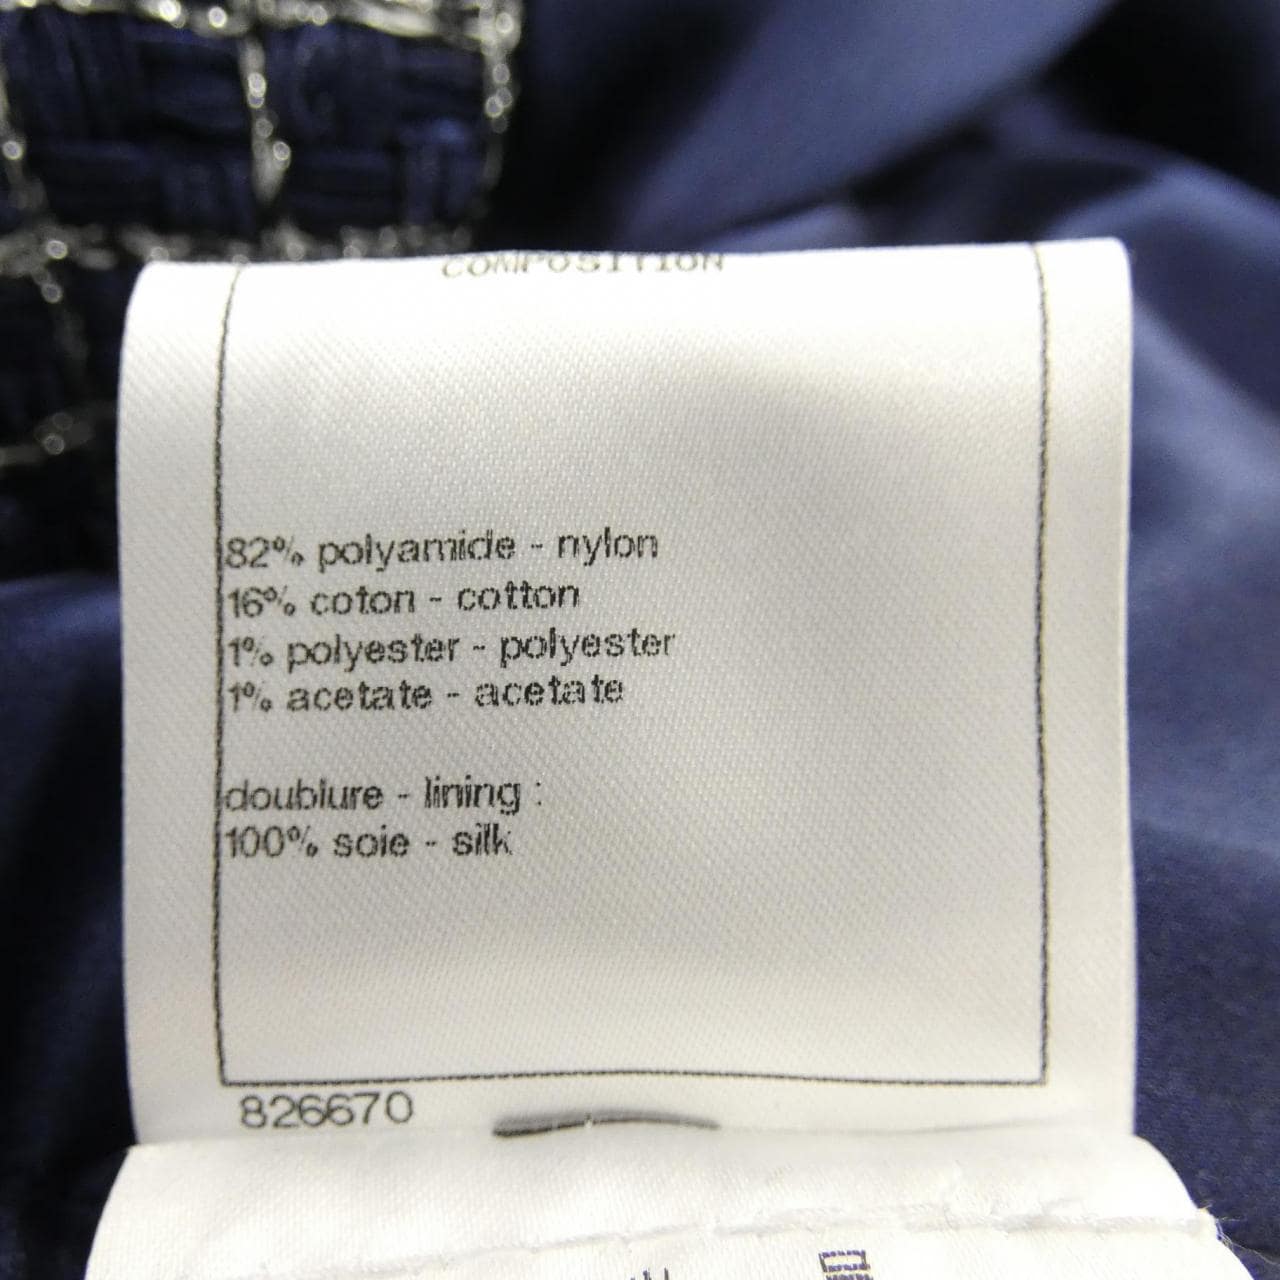 COMPOSITION
82% polyamide - nylon
16% coton - cotton
1% polyester - polyester
1% acetate - acetate
doublure - lining :
100% soie - silk
826670